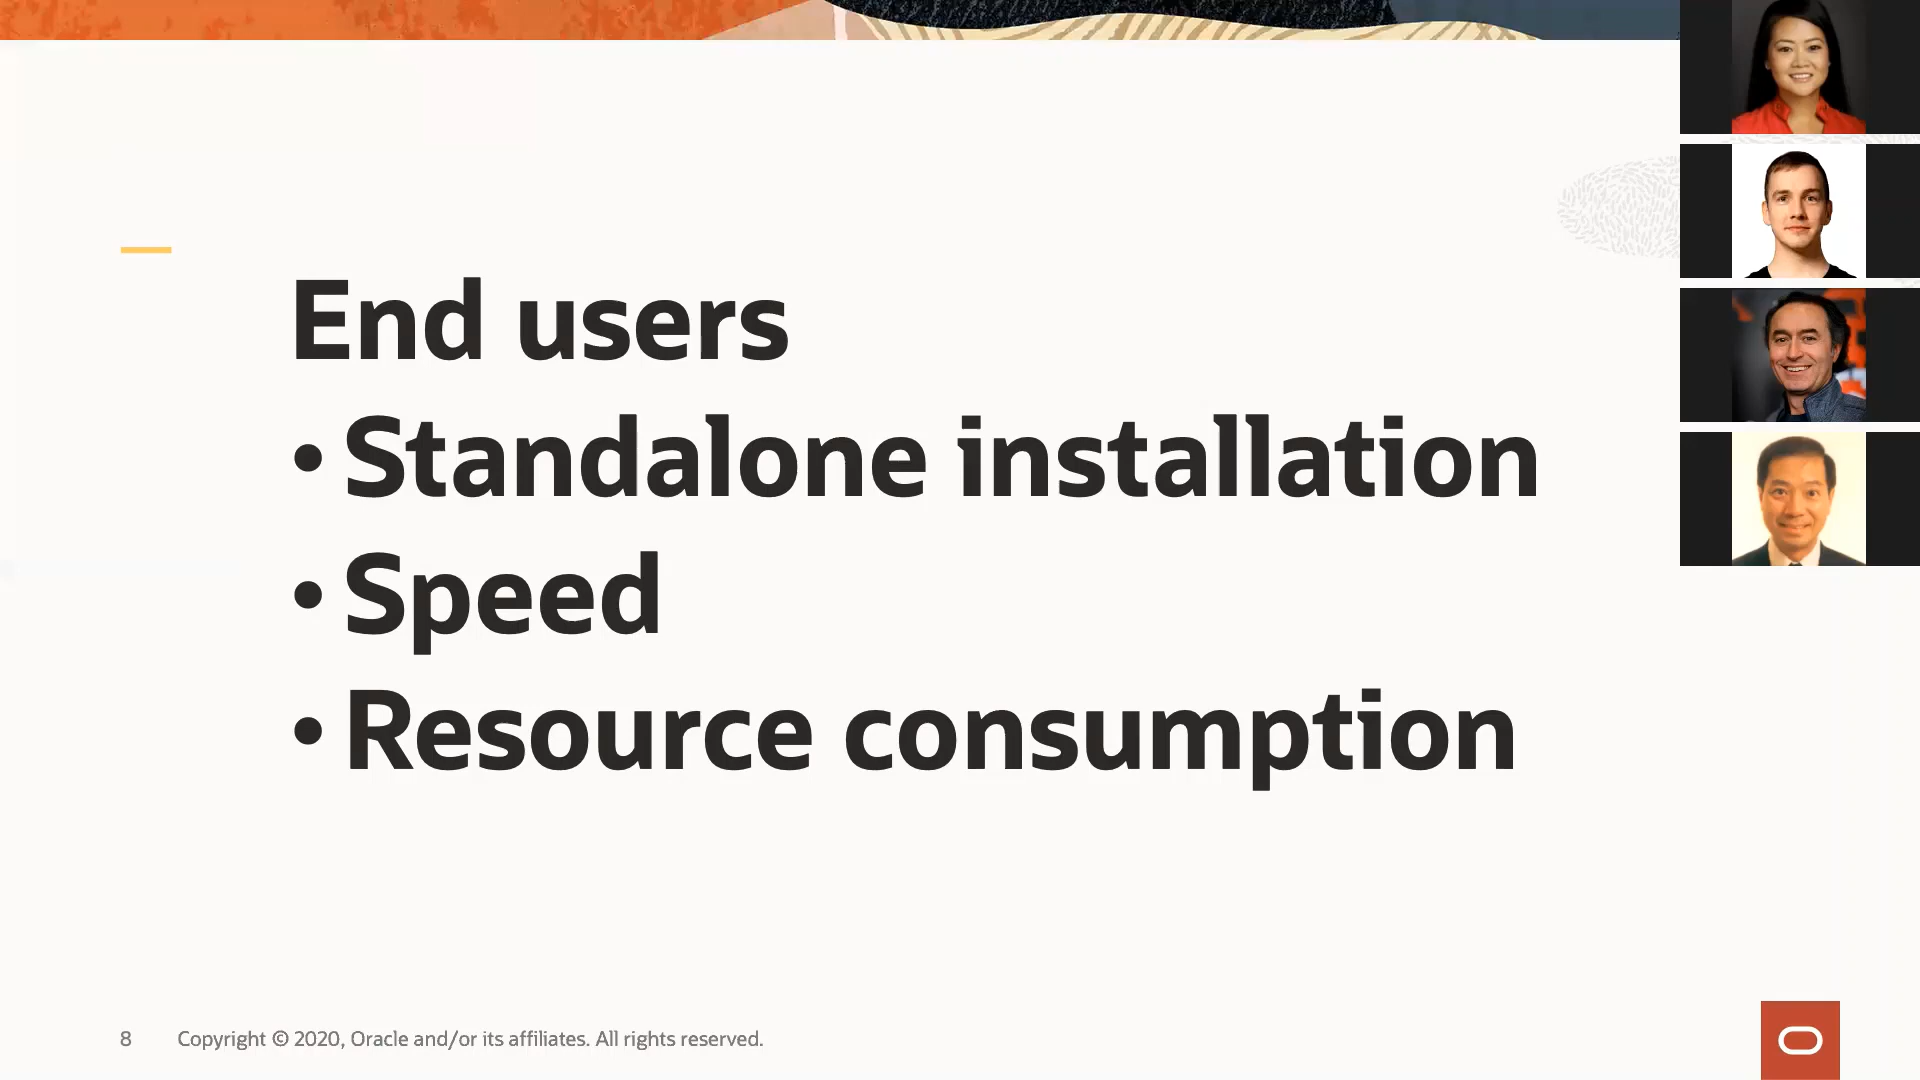 End users
• Standalone installation
• Speed
• Resource consumption
8 Copyright © 2020, Oracle and/or its affiliates. All rights reserved.